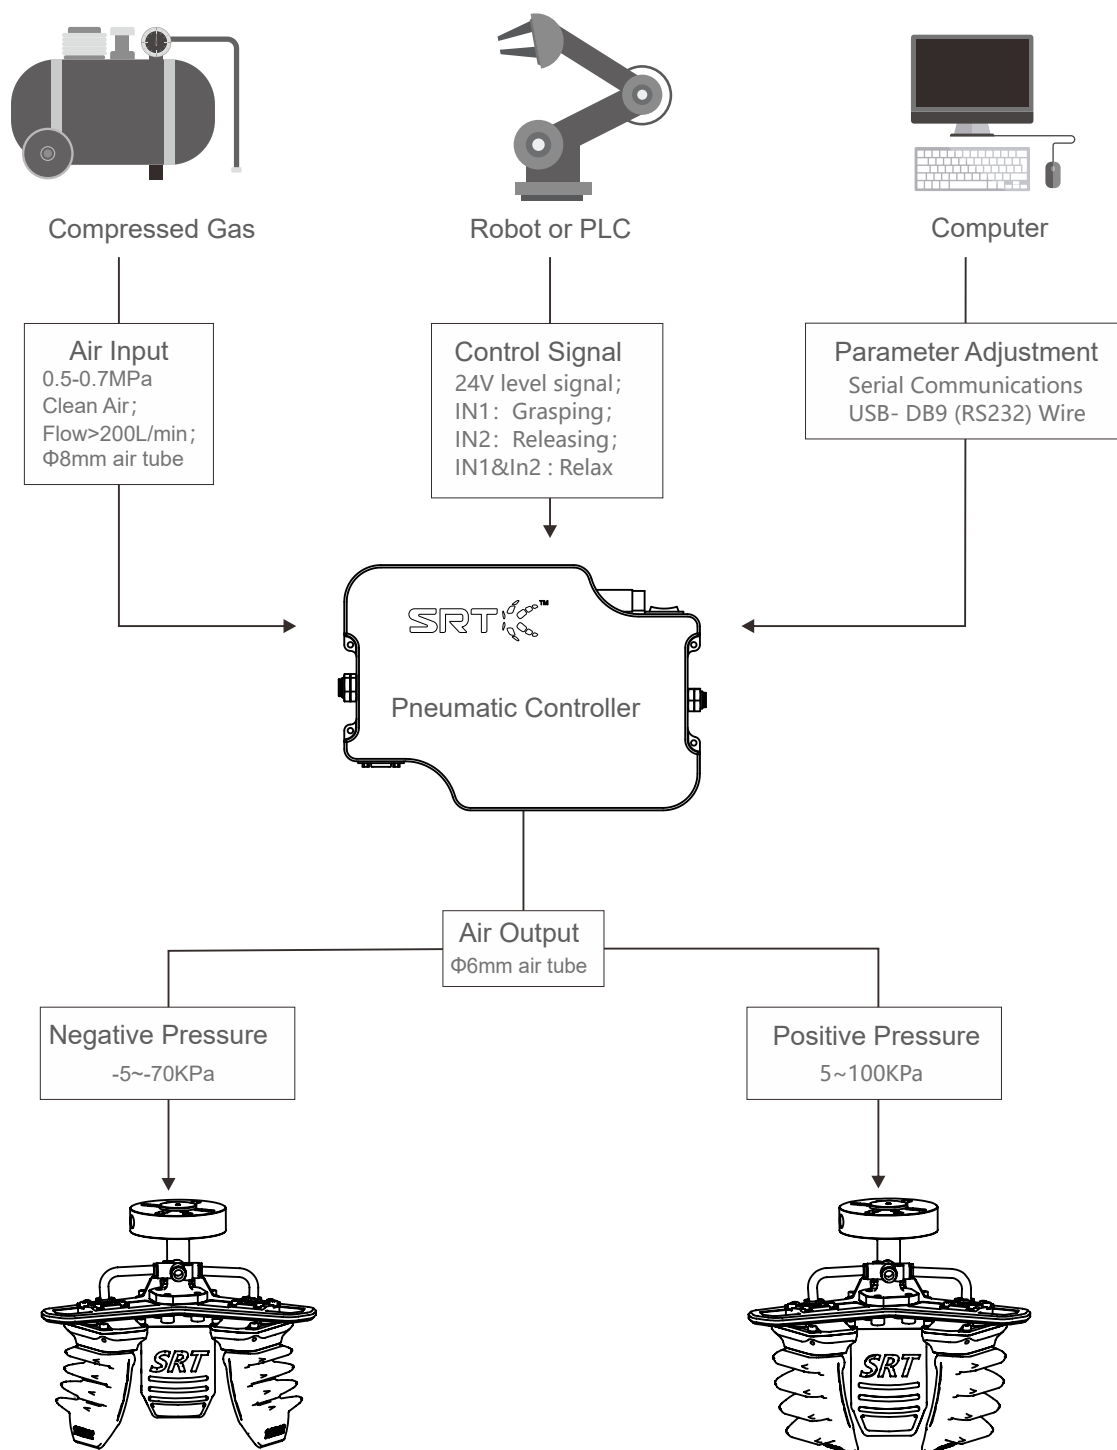 Compressed Gas
Robot or PLC
Computer
Air Input
0.5-0.7MPa
Clean Air;
Flow>200L/min;
Φ8mm air tube
Control Signal
24V level signal;
IN1: Grasping;
IN2: Releasing;
IN1&In2 : Relax
Parameter Adjustment
Serial Communications
USB- DB9 (RS232) Wire
SRT TM
Pneumatic Controller
Air Output
Φ6mm air tube
Negative Pressure
-5~-70KPa
Positive Pressure
5~100KPa
SRT
SRT